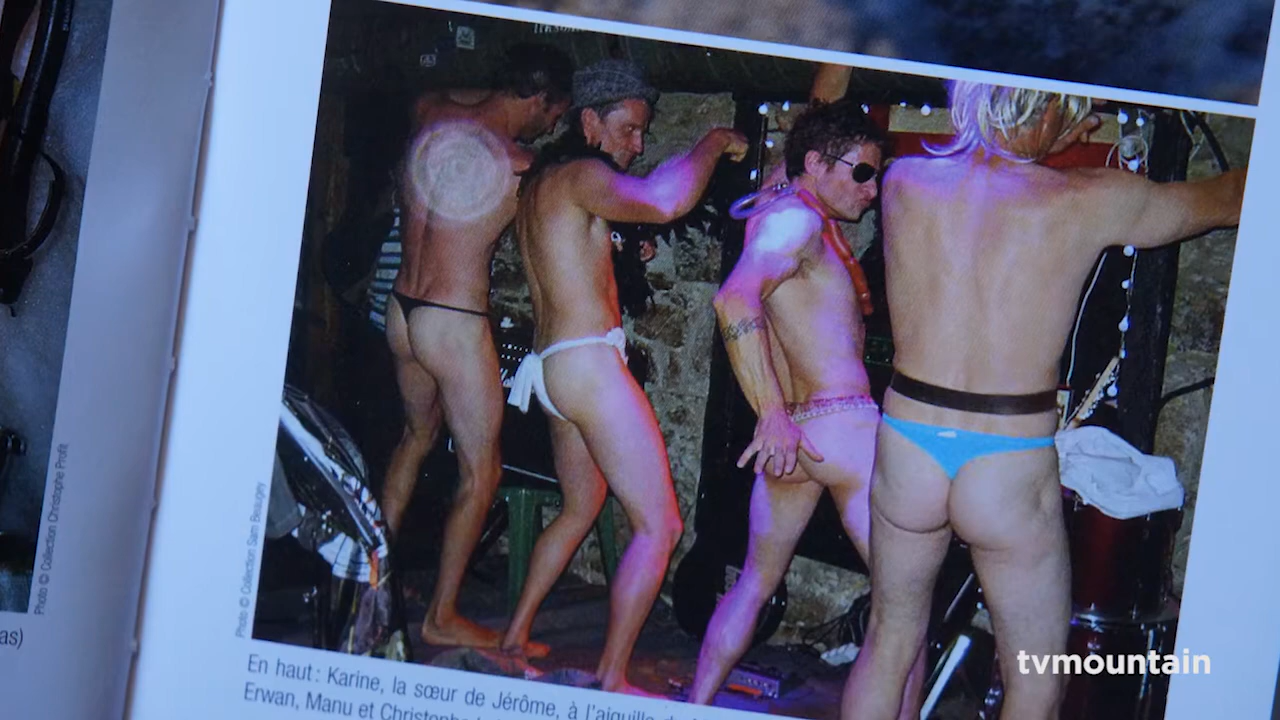 Photo © Collection Christophe Profit
as)
Photo © Collection Sam Beaugey
En haut : Karine, la sœur de Jérôme, à l'aiguille
Erwan, Manu et Christophe
tvmountain